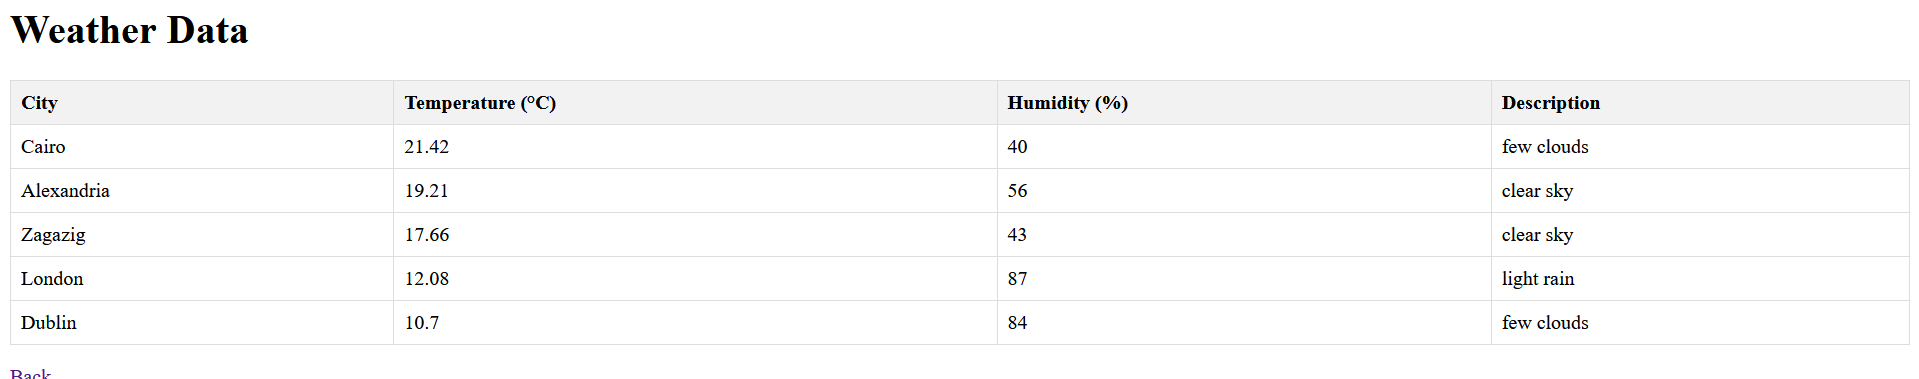 Weather Data
City Temperature (°C) Humidity (%) Description
Cairo 21.42 40 few clouds
Alexandria 19.21 56 clear sky
Zagazig 17.66 43 clear sky
London 12.08 87 light rain
Dublin 10.7 84 few clouds
Back